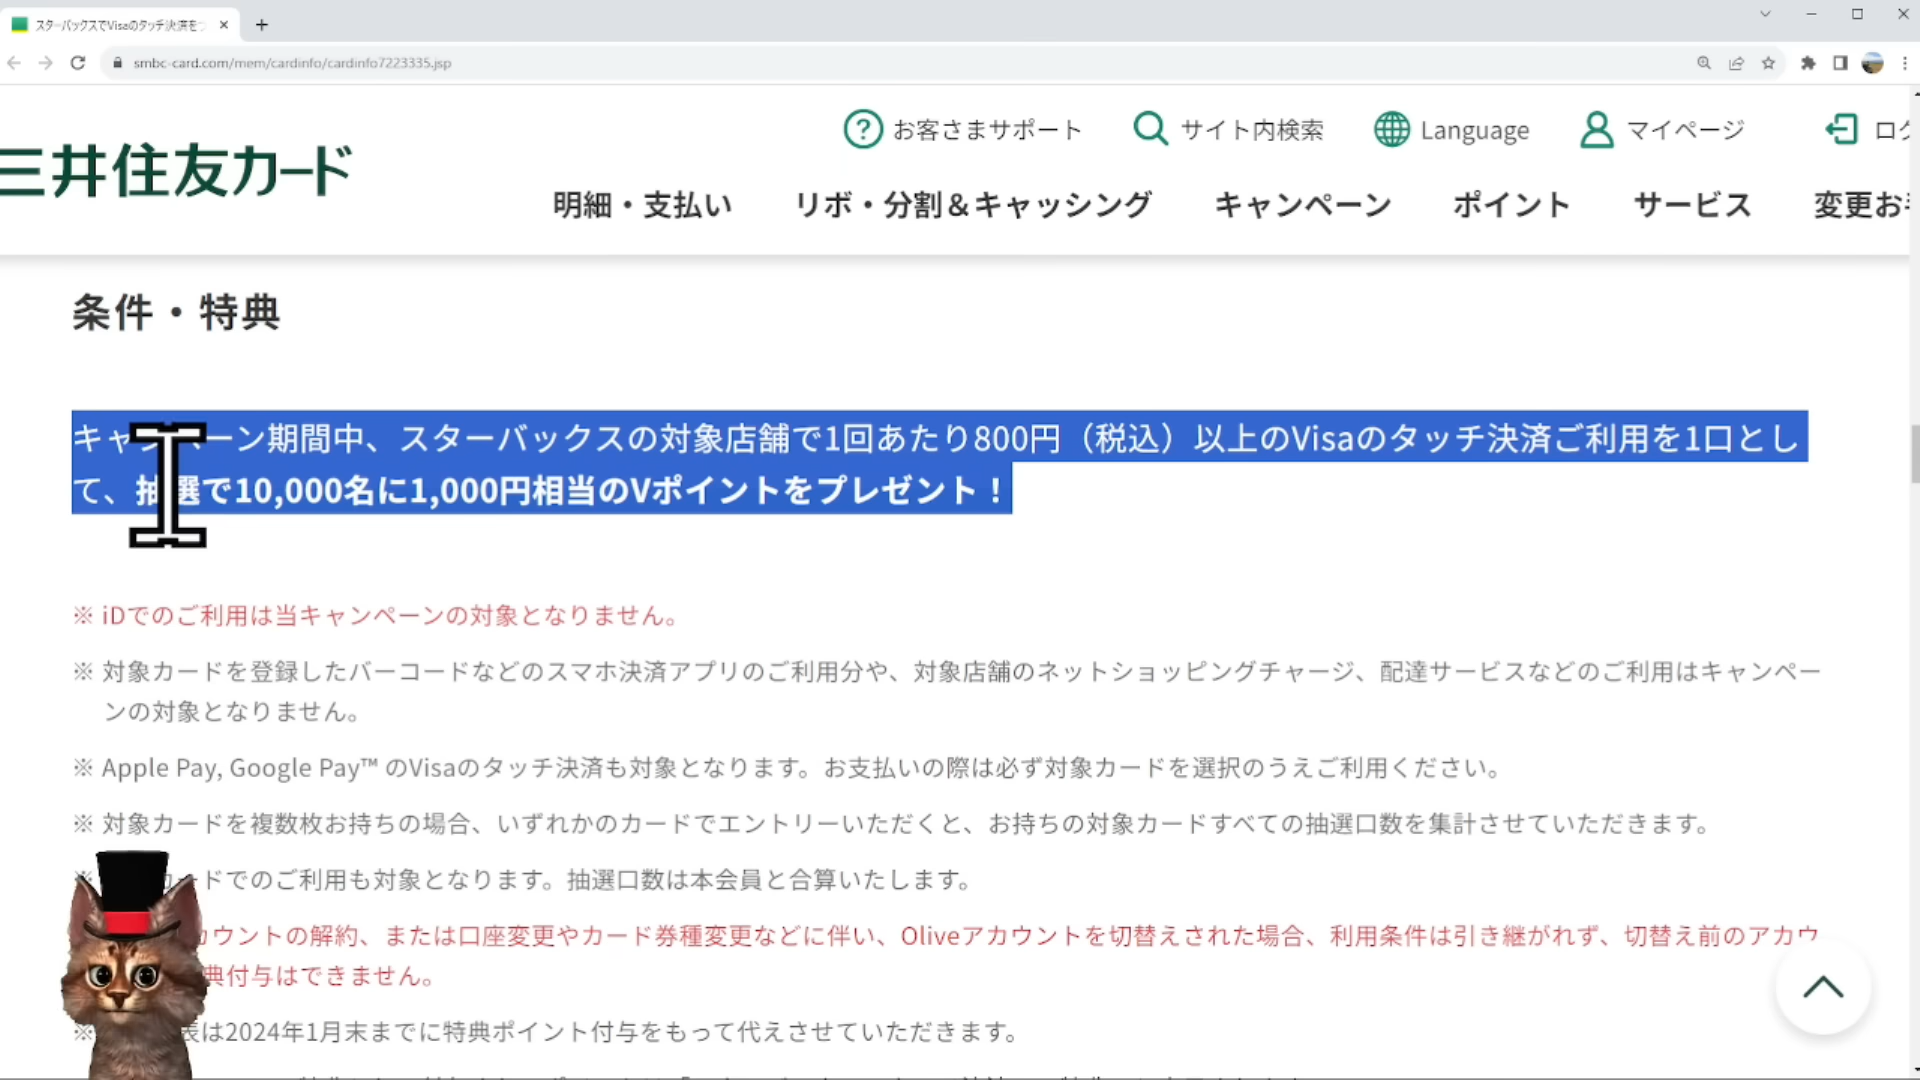 スターバックスでVisaのタッチ決済を
smbc-card.com/mem/cardinfo/cardinfo7223335.jsp
お客さまサポート サイト内検索 Language マイページ ログ
三井住友カード
明細・支払い リボ・分割＆キャッシング キャンペーン ポイント サービス 変更お
条件・特典
キャンペーン期間中、スターバックスの対象店舗で1回あたり800円（税込）以上のVisaのタッチ決済ご利用を1口とし
て、抽選で10,000名に1,000円相当のVポイントをプレゼント！
※ iDでのご利用は当キャンペーンの対象となりません。
※ 対象カードを登録したバーコードなどのスマホ決済アプリのご利用分や、対象店舗のネットショッピングチャージ、配達サービスなどのご利用はキャンペー
ンの対象となりません。
※ Apple Pay, Google Pay™ のVisaのタッチ決済も対象となります。お支払いの際は必ず対象カードを選択のうえご利用ください。
※ 対象カードを複数枚お持ちの場合、いずれかのカードでエントリーいただくと、お持ちの対象カードすべての抽選口数を集計させていただきます。
※ ードでのご利用も対象となります。抽選口数は本会員と合算いたします。
カウントの解約、または口座変更やカード券種変更などに伴い、Oliveアカウントを切替えされた場合、利用条件は引き継がれず、切替え前のアカウ
典付与はできません。
※ 表は2024年1月末までに特典ポイント付与をもって代えさせていただきます。